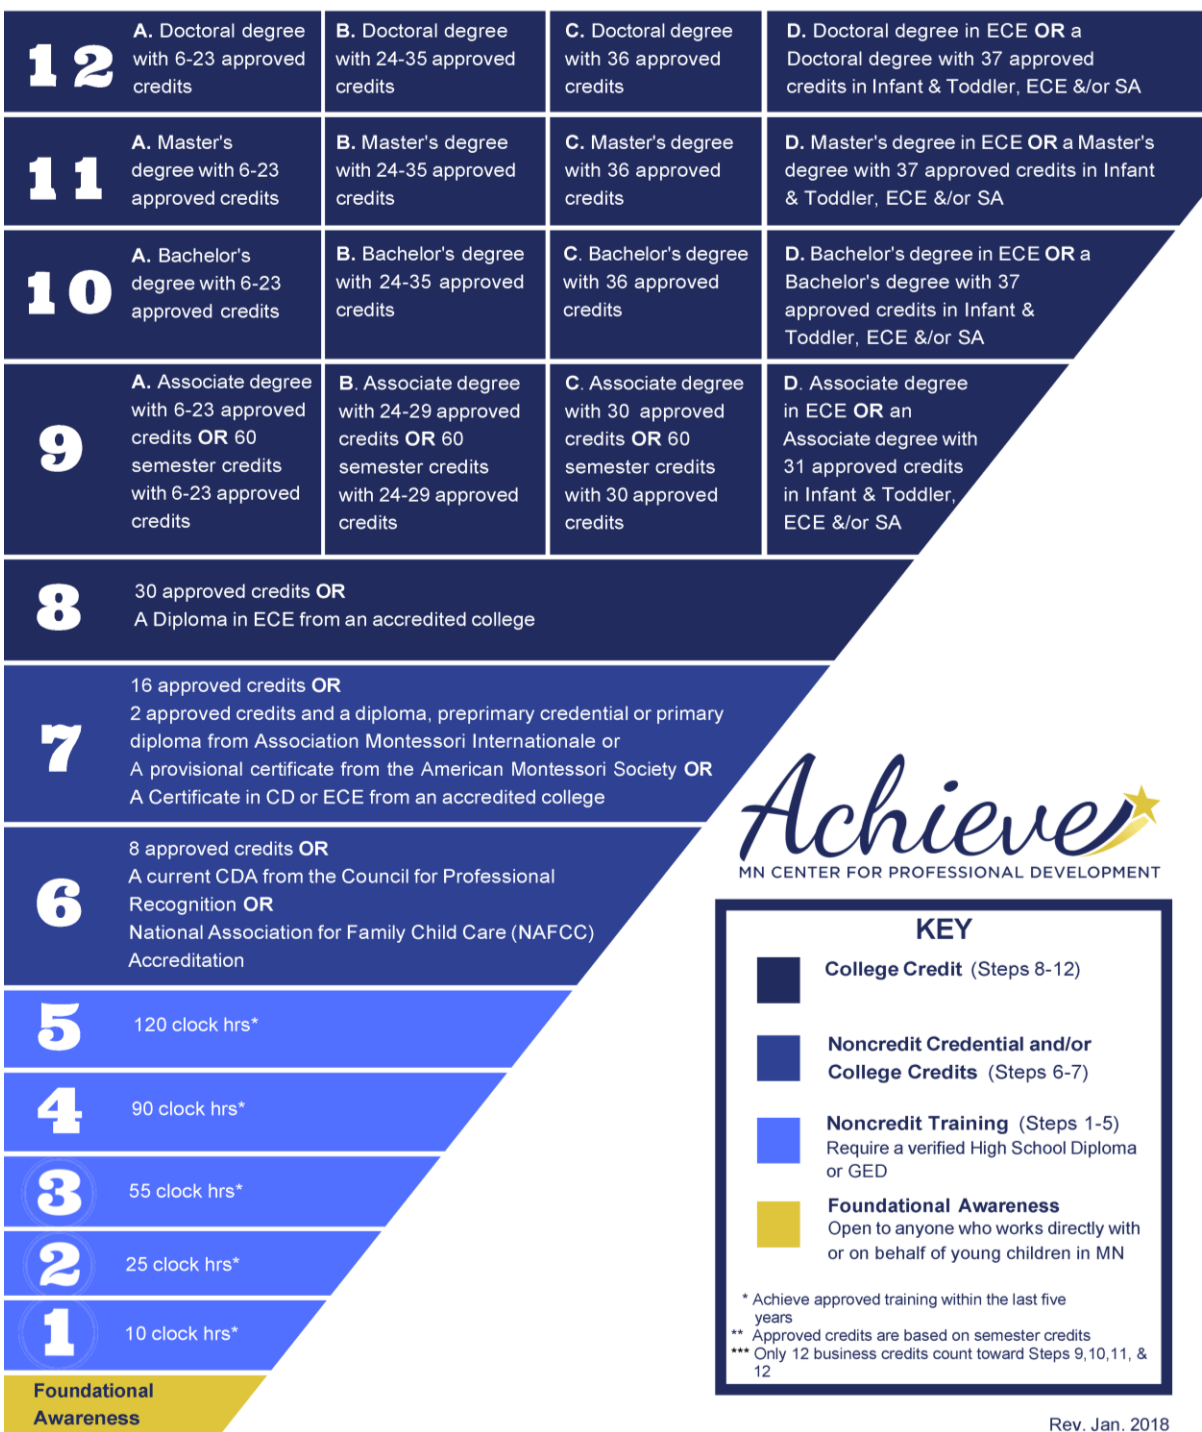 12
A. Doctoral degree
with 6-23 approved
credits
B. Doctoral degree
with 24-35 approved
credits
C. Doctoral degree
with 36 approved
credits
D. Doctoral degree in ECE OR a
Doctoral degree with 37 approved
credits in Infant & Toddler, ECE &/or SA
11
A. Master's
degree with 6-23
approved credits
B. Master's degree
with 24-35 approved
credits
C. Master's degree
with 36 approved
credits
D. Master's degree in ECE OR a Master's
degree with 37 approved credits in Infant
& Toddler, ECE &/or SA
10
A. Bachelor's
degree with 6-23
approved credits
B. Bachelor's degree
with 24-35 approved
credits
C. Bachelor's degree
with 36 approved
credits
D. Bachelor's degree in ECE OR a
Bachelor's degree with 37
approved credits in Infant &
Toddler, ECE &/or SA
9
A. Associate degree
with 6-23 approved
credits OR 60
semester credits
with 6-23 approved
credits
B. Associate degree
with 24-29 approved
credits OR 60
semester credits
with 24-29 approved
credits
C. Associate degree
with 30 approved
credits OR 60
semester credits
with 30 approved
credits
D. Associate degree
in ECE OR an
Associate degree with
31 approved credits
in Infant & Toddler,
ECE &/or SA
8
30 approved credits OR
A Diploma in ECE from an accredited college
7
16 approved credits OR
2 approved credits and a diploma, preprimary credential or primary
diploma from Association Montessori Internationale or
A provisional certificate from the American Montessori Society OR
A Certificate in CD or ECE from an accredited college
6
8 approved credits OR
A current CDA from the Council for Professional
Recognition OR
National Association for Family Child Care (NAFCC)
Accreditation
5
120 clock hrs*
4
90 clock hrs*
3
55 clock hrs*
2
25 clock hrs*
1
10 clock hrs*
Foundational
Awareness
Achieve
MN CENTER FOR PROFESSIONAL DEVELOPMENT
KEY
College Credit (Steps 8-12)
Noncredit Credential and/or
College Credits (Steps 6-7)
Noncredit Training (Steps 1-5)
Require a verified High School Diploma
or GED
Foundational Awareness
Open to anyone who works directly with
or on behalf of young children in MN
* Achieve approved training within the last five
years
** Approved credits are based on semester credits
*** Only 12 business credits count toward Steps 9,10,11, &
12
Rev. Jan. 2018